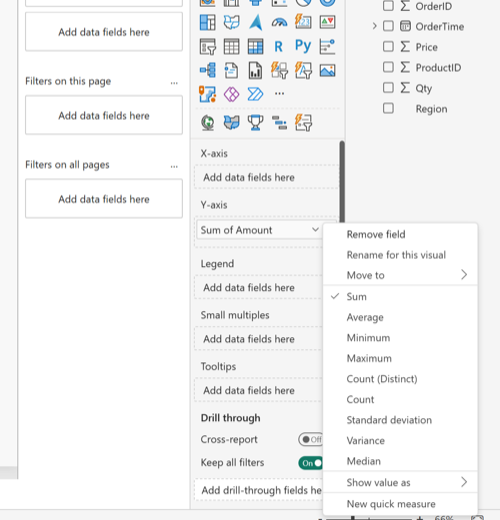 Add data fields here
Filters on this page
...
Add data fields here
Filters on all pages
...
Add data fields here
R
Py
...
X-axis
Add data fields here
Y-axis
Sum of Amount
Legend
Add data fields here
Small multiples
Add data fields here
Tooltips
Add data fields here
Drill through
Cross-report
Off
Keep all filters
On
Add drill-through fields he
OrderID
OrderTime
Price
ProductID
Qty
Region
Remove field
Rename for this visual
Move to
Sum
Average
Minimum
Maximum
Count (Distinct)
Count
Standard deviation
Variance
Median
Show value as
New quick measure
66%